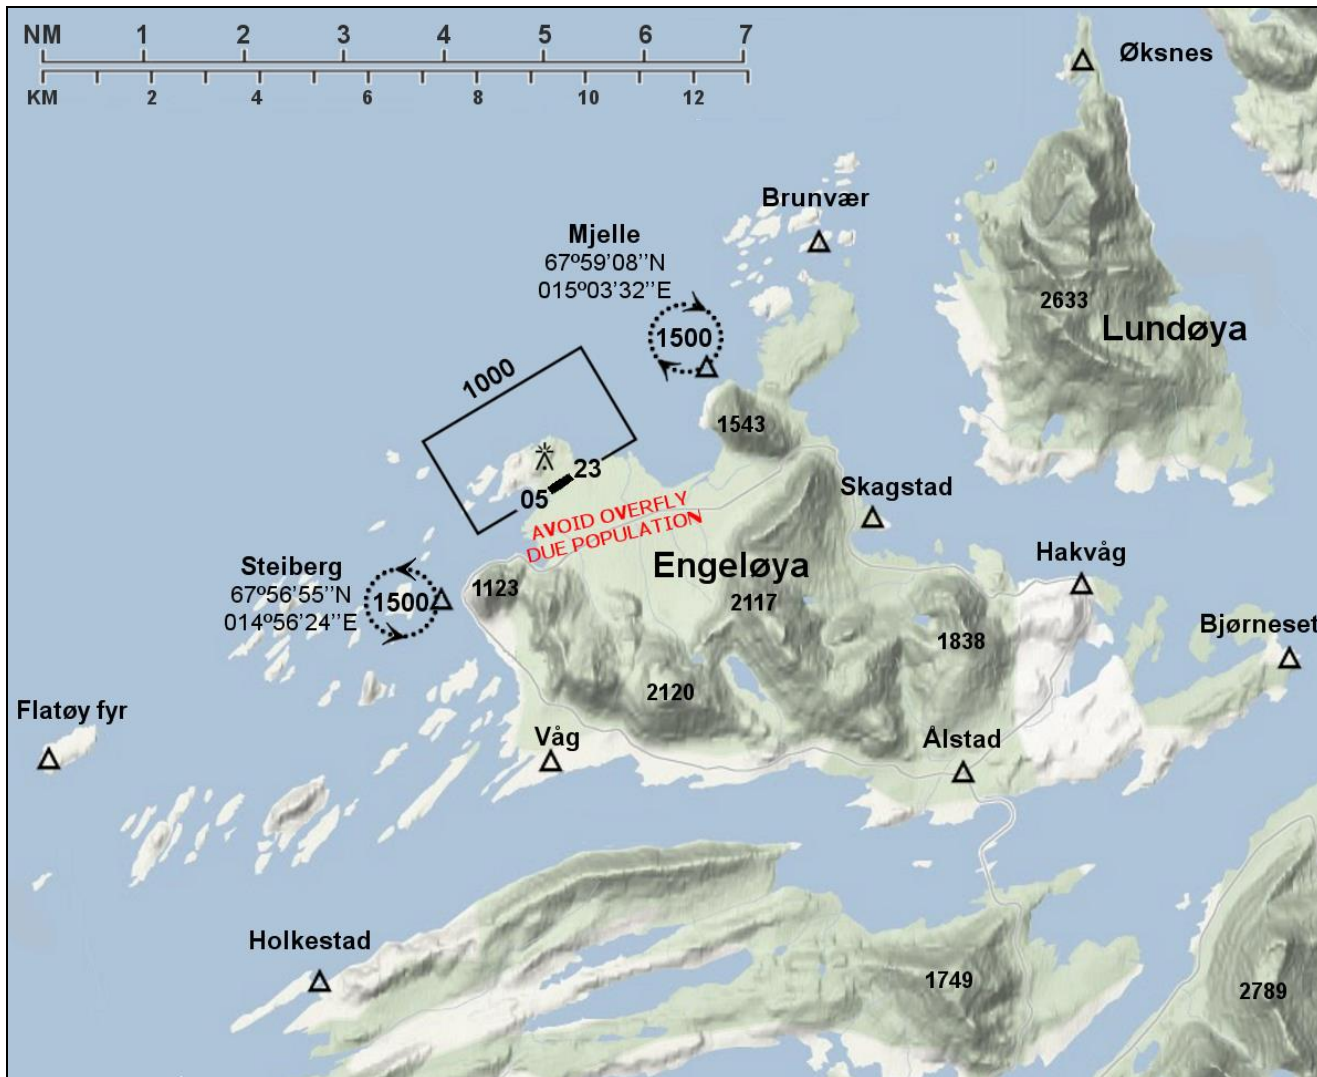 NM 1 2 3 4 5 6 7
KM 2 4 6 8 10 12
Øksnes
Brunvær
Mjelle
67º59'08''N
015º03'32''E
2633
Lundøya
1500
1000
1543
23
05
AVOID OVERFLY
DUE POPULATION
Skagstad
Hakvåg
Engeløya
Steiberg
67º56'55''N
014º56'24''E
1500
1123
2117
1838
Bjørneset
2120
Flatøy fyr
Våg
Ålstad
Holkestad
1749
2789